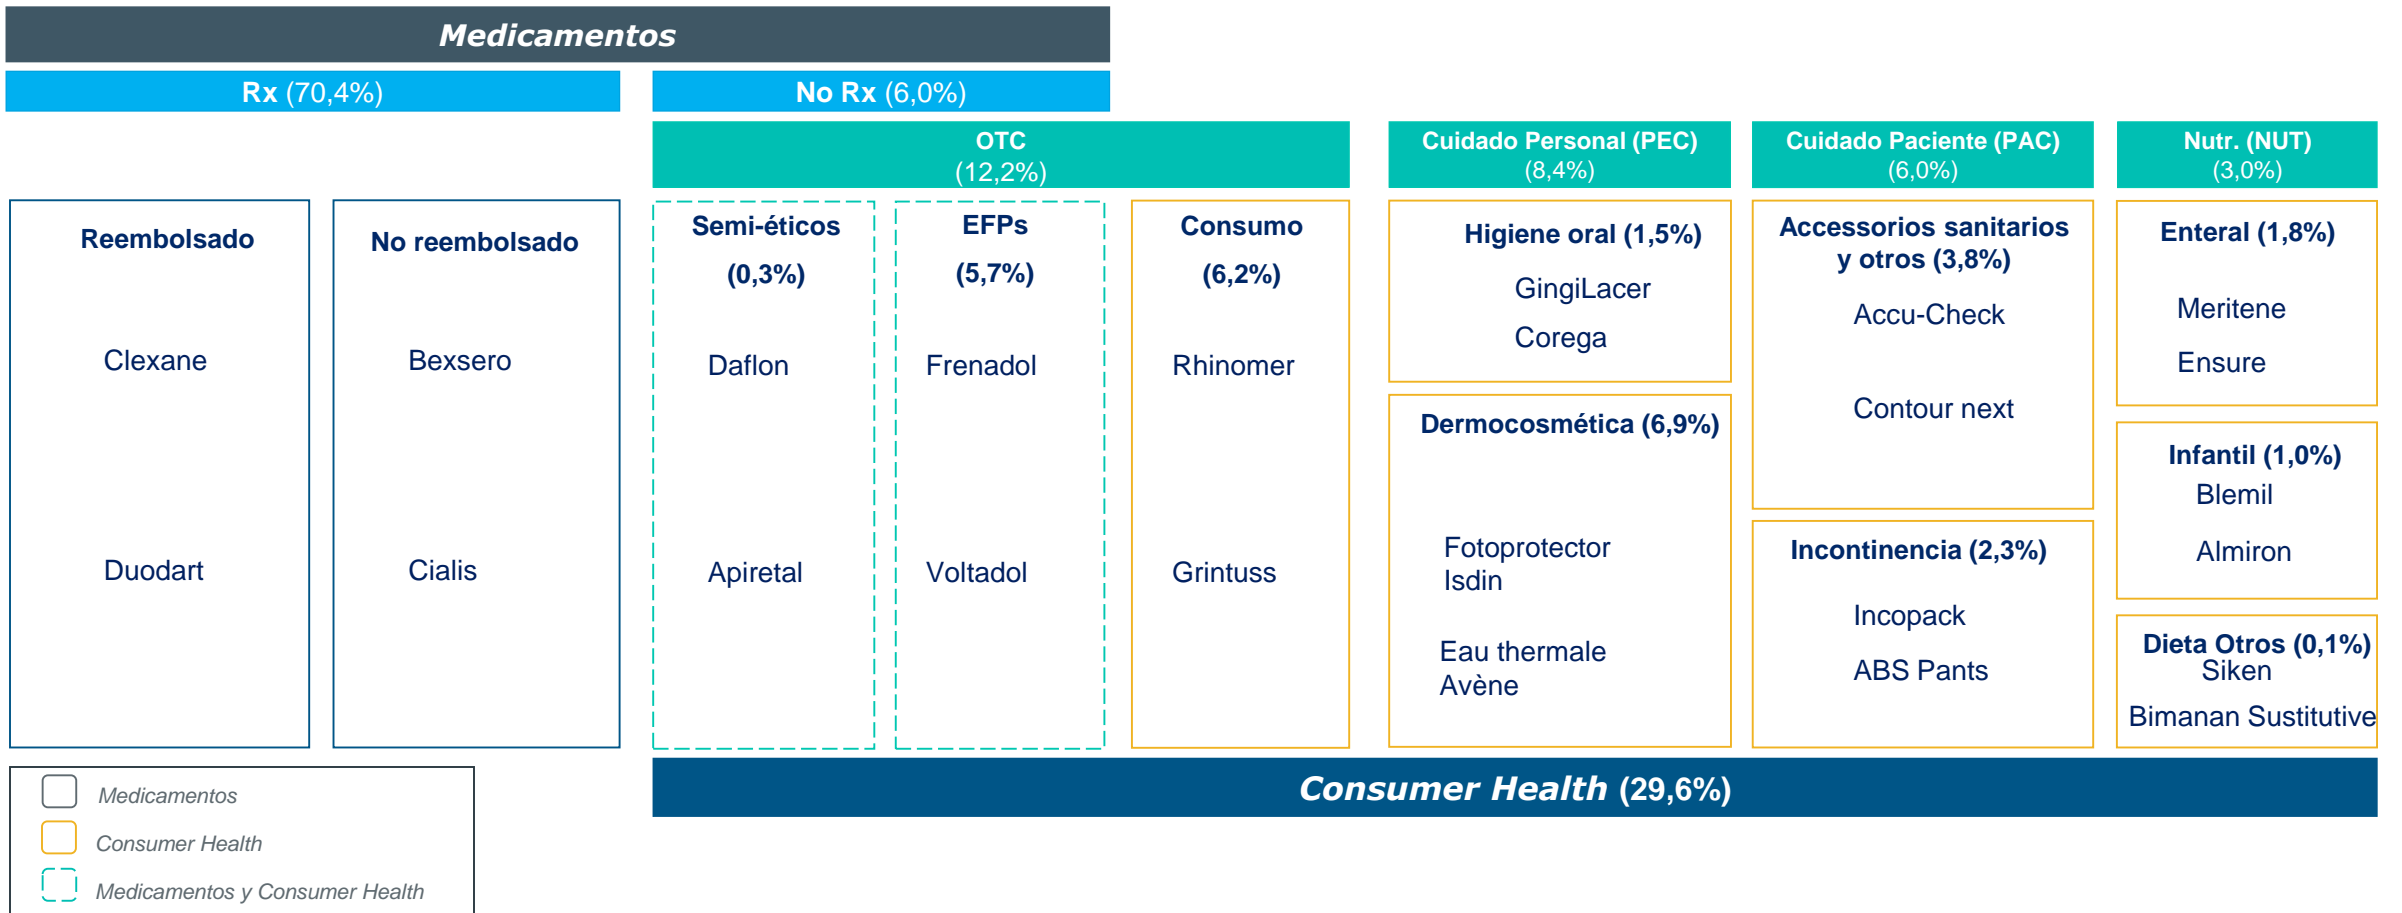 Medicamentos
Rx (70,4%)
No Rx (6,0%)
OTC
(12,2%)
Cuidado Personal (PEC)
(8,4%)
Cuidado Paciente (PAC)
(6,0%)
Nutr. (NUT)
(3,0%)
Reembolsado
Clexane
Duodart
No reembolsado
Bexsero
Cialis
Semi-éticos
(0,3%)
Daflon
Apiretal
EFPs
(5,7%)
Frenadol
Voltadol
Consumo
(6,2%)
Rhinomer
Grintuss
Higiene oral (1,5%)
GingiLacer
Corega
Dermocosmética (6,9%)
Fotoprotector
Isdin
Eau thermale
Avène
Accessorios sanitarios
y otros (3,8%)
Accu-Check
Contour next
Incontinencia (2,3%)
Incopack
ABS Pants
Enteral (1,8%)
Meritene
Ensure
Infantil (1,0%)
Blemil
Almiron
Dieta Otros (0,1%)
Siken
Bimanan Sustitutive
Consumer Health (29,6%)
Medicamentos
Consumer Health
Medicamentos y Consumer Health